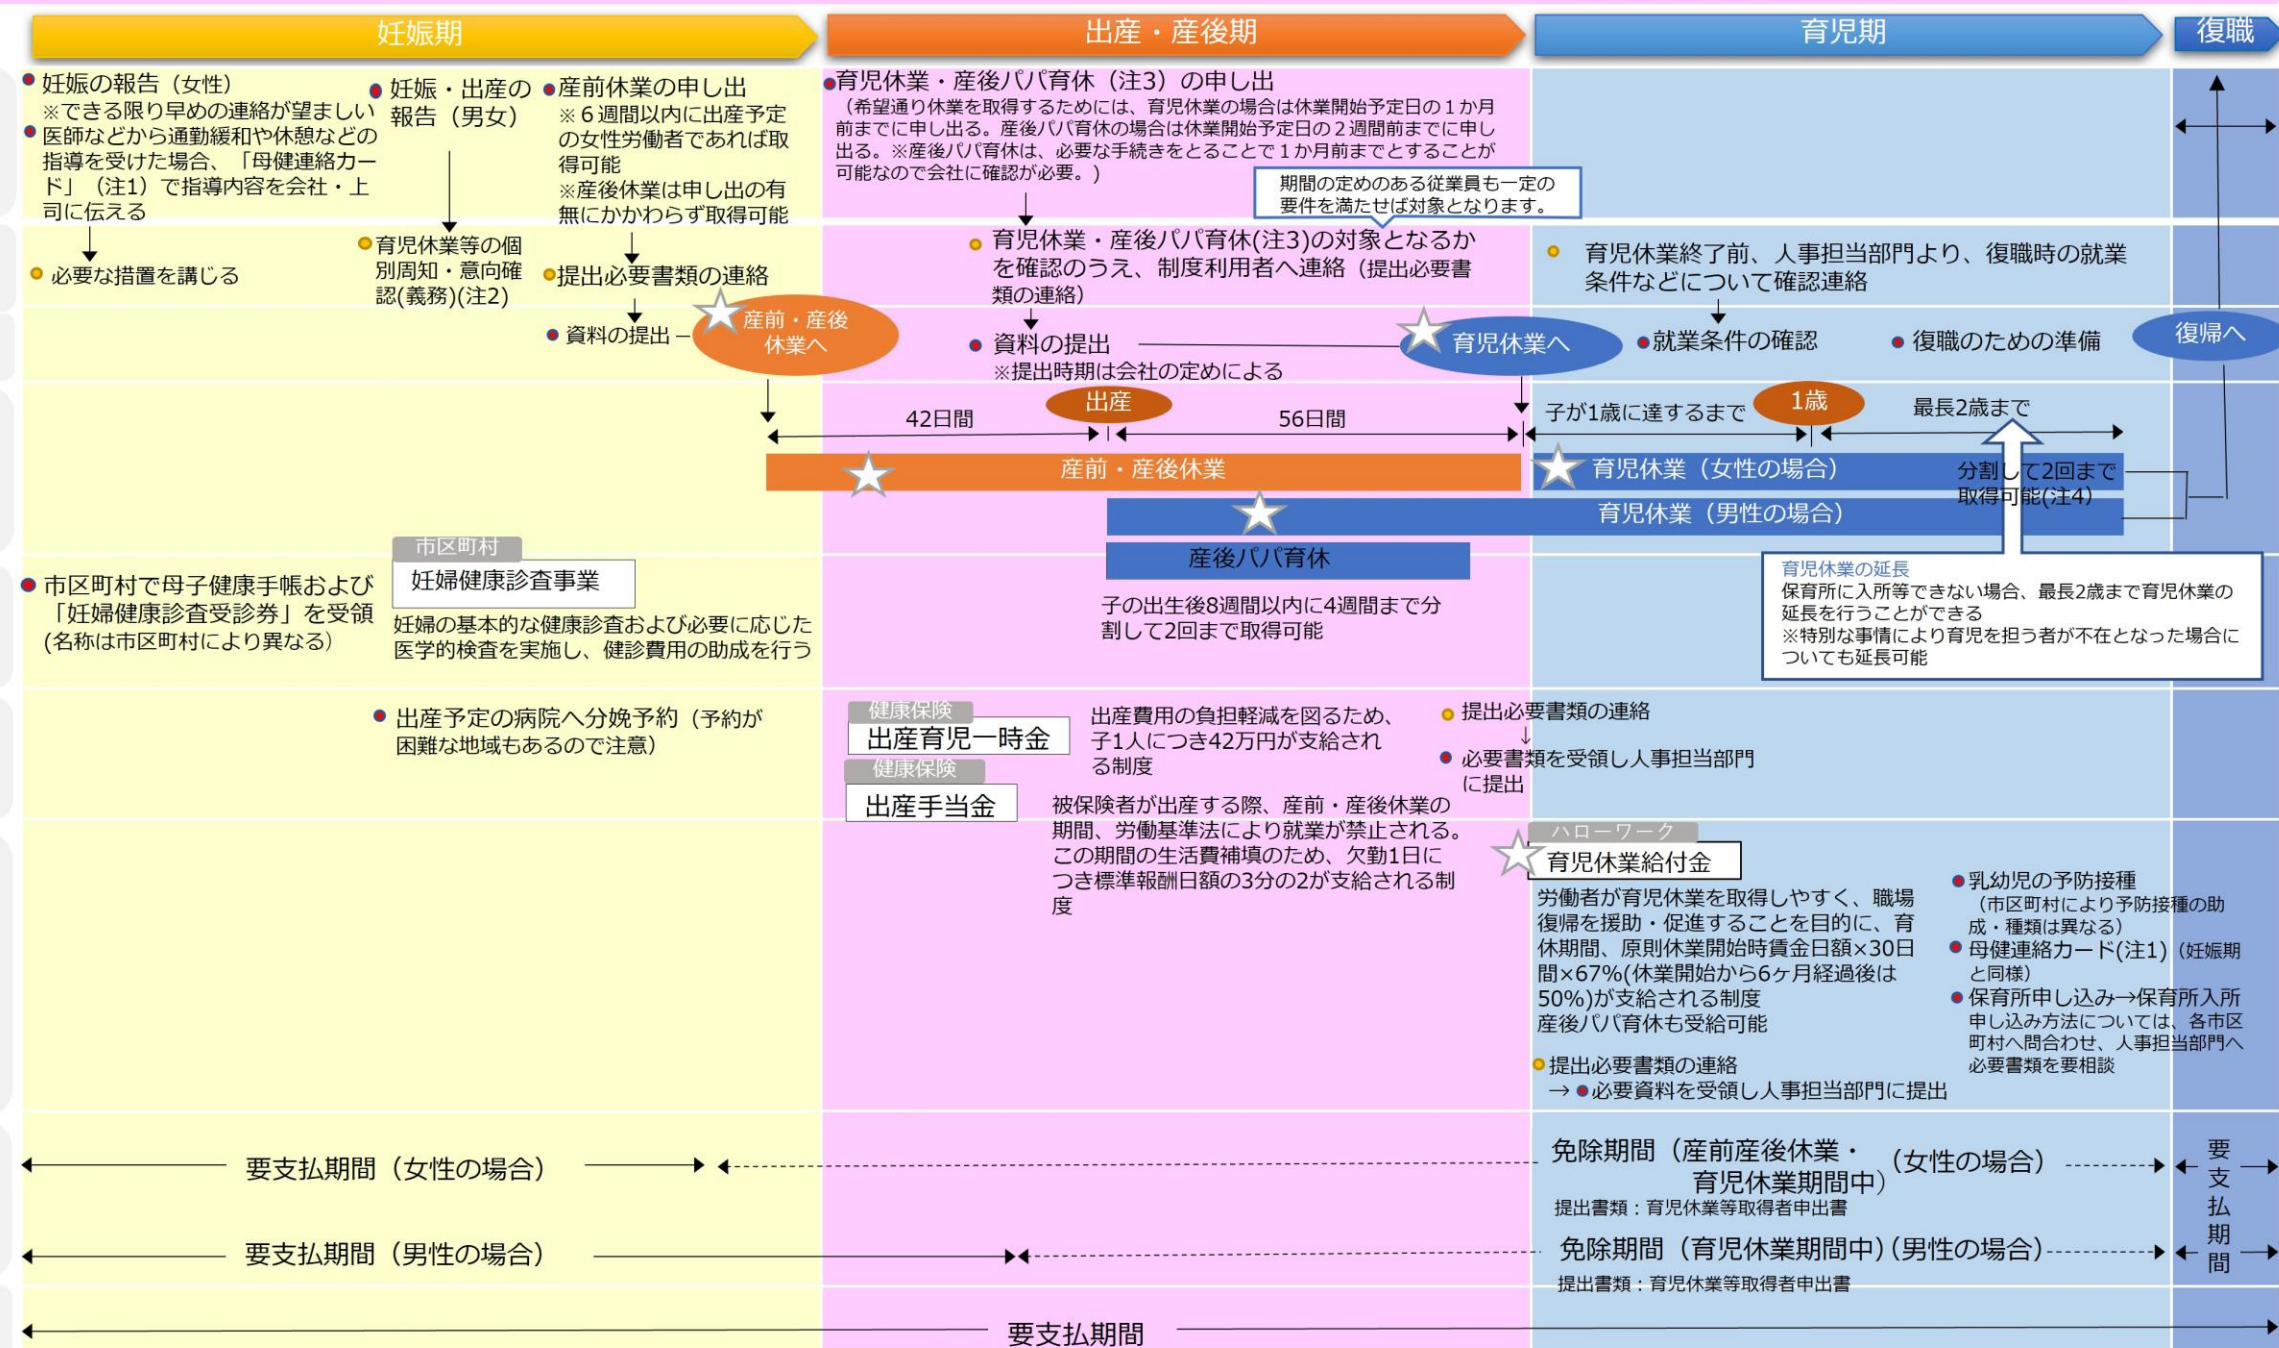 妊娠期
出産・産後期
育児期
復職
妊娠の報告（女性）
※できる限り早めの連絡が望ましい
医師などから通勤緩和や休憩などの
指導を受けた場合、「母健連絡カー
ド」（注1）で指導内容を会社・上
司に伝える
妊娠・出産の
報告（男女）
産前休業の申し出
※６週間以内に出産予定
の女性労働者であれば取
得可能
※産後休業は申し出の有
無にかかわらず取得可能
育児休業・産後パパ育休（注3）の申し出
（希望通り休業を取得するためには、育児休業の場合は休業開始予定日の１か月
前までに申し出る。産後パパ育休の場合は休業開始予定日の２週間前までに申し
出る。※産後パパ育休は、必要な手続きをとることで１か月前までとすることが
可能なので会社に確認が必要。)
期間の定めのある従業員も一定の
要件を満たせば対象となります。
必要な措置を講じる
育児休業等の個
別周知・意向確
認(義務)(注2)
提出必要書類の連絡
育児休業・産後パパ育休(注3)の対象となるか
を確認のうえ、制度利用者へ連絡（提出必要書
類の連絡）
育児休業終了前、人事担当部門より、復職時の就業
条件などについて確認連絡
資料の提出
産前・産後
休業へ
資料の提出
※提出時期は会社の定めによる
育児休業へ
就業条件の確認
復職のための準備
復帰へ
42日間
出産
56日間
子が1歳に達するまで
1歳
最長2歳まで
産前・産後休業
育児休業（女性の場合）
分割して2回まで
取得可能(注4)
育児休業（男性の場合）
産後パパ育休
子の出生後8週間以内に4週間まで分
割して2回まで取得可能
育児休業の延長
保育所に入所等できない場合、最長2歳まで育児休業の
延長を行うことができる
※特別な事情により育児を担う者が不在となった場合に
ついても延長可能
市区町村で母子健康手帳および
「妊婦健康診査受診券」を受領
(名称は市区町村により異なる）
市区町村
妊婦健康診査事業
妊婦の基本的な健康診査および必要に応じた
医学的検査を実施し、健診費用の助成を行う
出産予定の病院へ分娩予約（予約が
困難な地域もあるので注意）
健康保険
出産育児一時金
出産費用の負担軽減を図るため、
子1人につき42万円が支給され
る制度
健康保険
出産手当金
被保険者が出産する際、産前・産後休業の
期間、労働基準法により就業が禁止される。
この期間の生活費補填のため、欠勤1日に
つき標準報酬日額の3分の2が支給される制
度
提出必要書類の連絡
↓
必要書類を受領し人事担当部門
に提出
ハローワーク
育児休業給付金
労働者が育児休業を取得しやすく、職場
復帰を援助・促進することを目的に、育
休期間、原則休業開始時賃金日額×30日
間×67%(休業開始から6ヶ月経過後は
50%)が支給される制度
産後パパ育休も受給可能
提出必要書類の連絡
→ 必要資料を受領し人事担当部門に提出
乳幼児の予防接種
（市区町村により予防接種の助
成・種類は異なる）
母健連絡カード(注1)（妊娠期
と同様）
保育所申し込み→保育所入所
申し込み方法については、各市区
町村へ問合わせ、人事担当部門へ
必要書類を要相談
要支払期間（女性の場合）
免除期間（産前産後休業・
育児休業期間中）
（女性の場合）
提出書類：育児休業等取得者申出書
要支払期間（男性の場合）
免除期間（育児休業期間中）(男性の場合）
提出書類：育児休業等取得者申出書
要支払期間
要支払期間